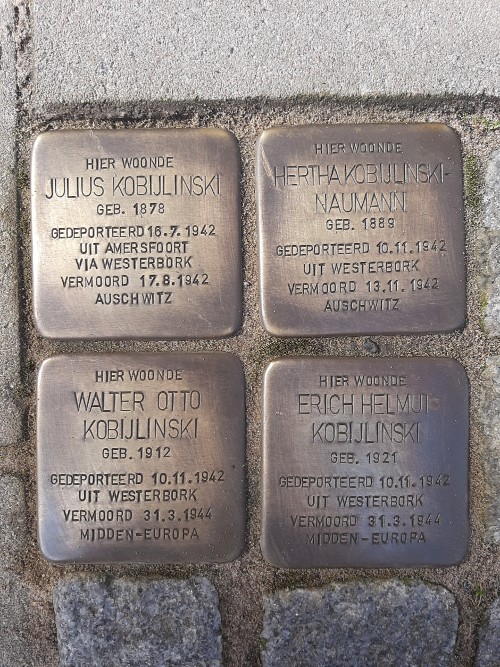 HIER WOONDE
JULIUS KOBIJLINSKI
GEB. 1878
GEDEPORTEERD 16.7.1942
UIT AMERSFOORT
VIA WESTERBORK
VERMOORD 17.8.1942
AUSCHWITZ
HIER WOONDE
HERTHA KOBIJLINSKI-
NAUMANN
GEB. 1889
GEDEPORTEERD 10.11.1942
UIT WESTERBORK
VERMOORD 13.11.1942
AUSCHWITZ
HIER WOONDE
WALTER OTTO
KOBIJLINSKI
GEB. 1912
GEDEPORTEERD 10.11.1942
UIT WESTERBORK
VERMOORD 31.3.1944
MIDDEN-EUROPA
HIER WOONDE
ERICH HELMUT
KOBIJLINSKI
GEB. 1921
GEDEPORTEERD 10.11.1942
UIT WESTERBORK
VERMOORD 31.3.1944
MIDDEN-EUROPA